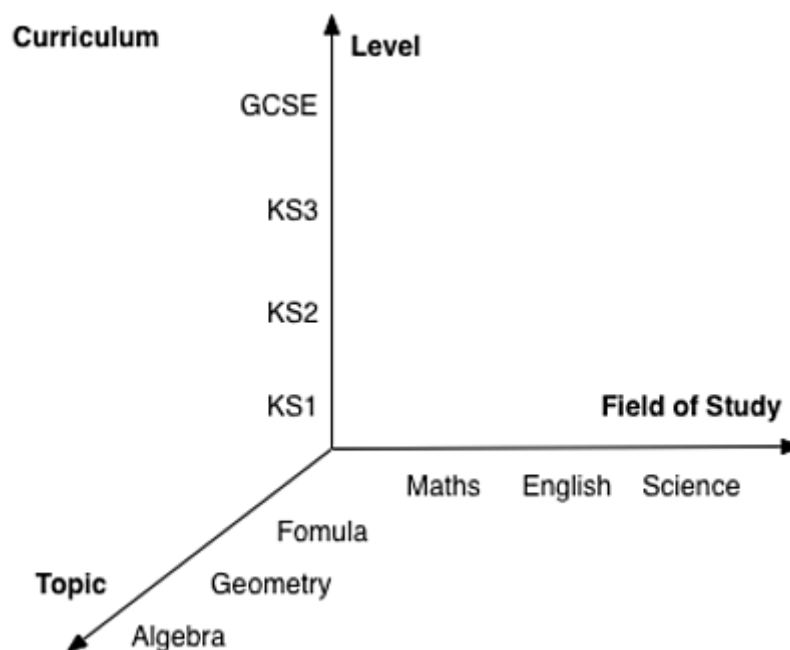 Curriculum
Level
GCSE
KS3
KS2
KS1
Field of Study
Maths English Science
Fomula
Topic
Geometry
Algebra